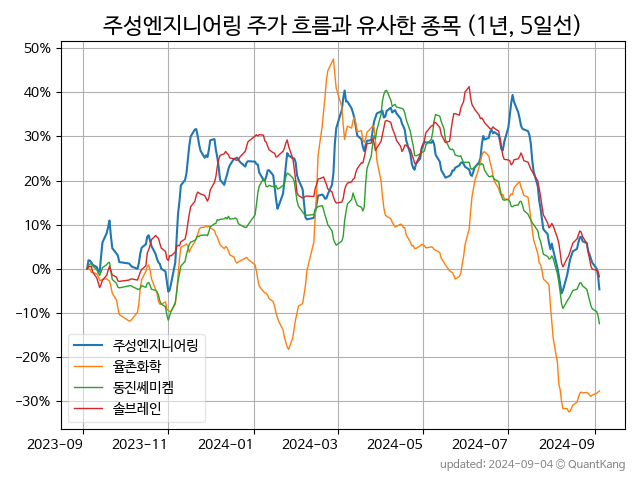 주성엔지니어링 주가 흐름과 유사한 종목 (1년, 5일선)
50%
40%
30%
20%
10%
0%
−10%
−20%
−30%
주성엔지니어링
율촌화학
동진쎄미켐
솔브레인
2023-09 2023-11 2024-01 2024-03 2024-05 2024-07 2024-09
updated: 2024-09-04 @ QuantKang